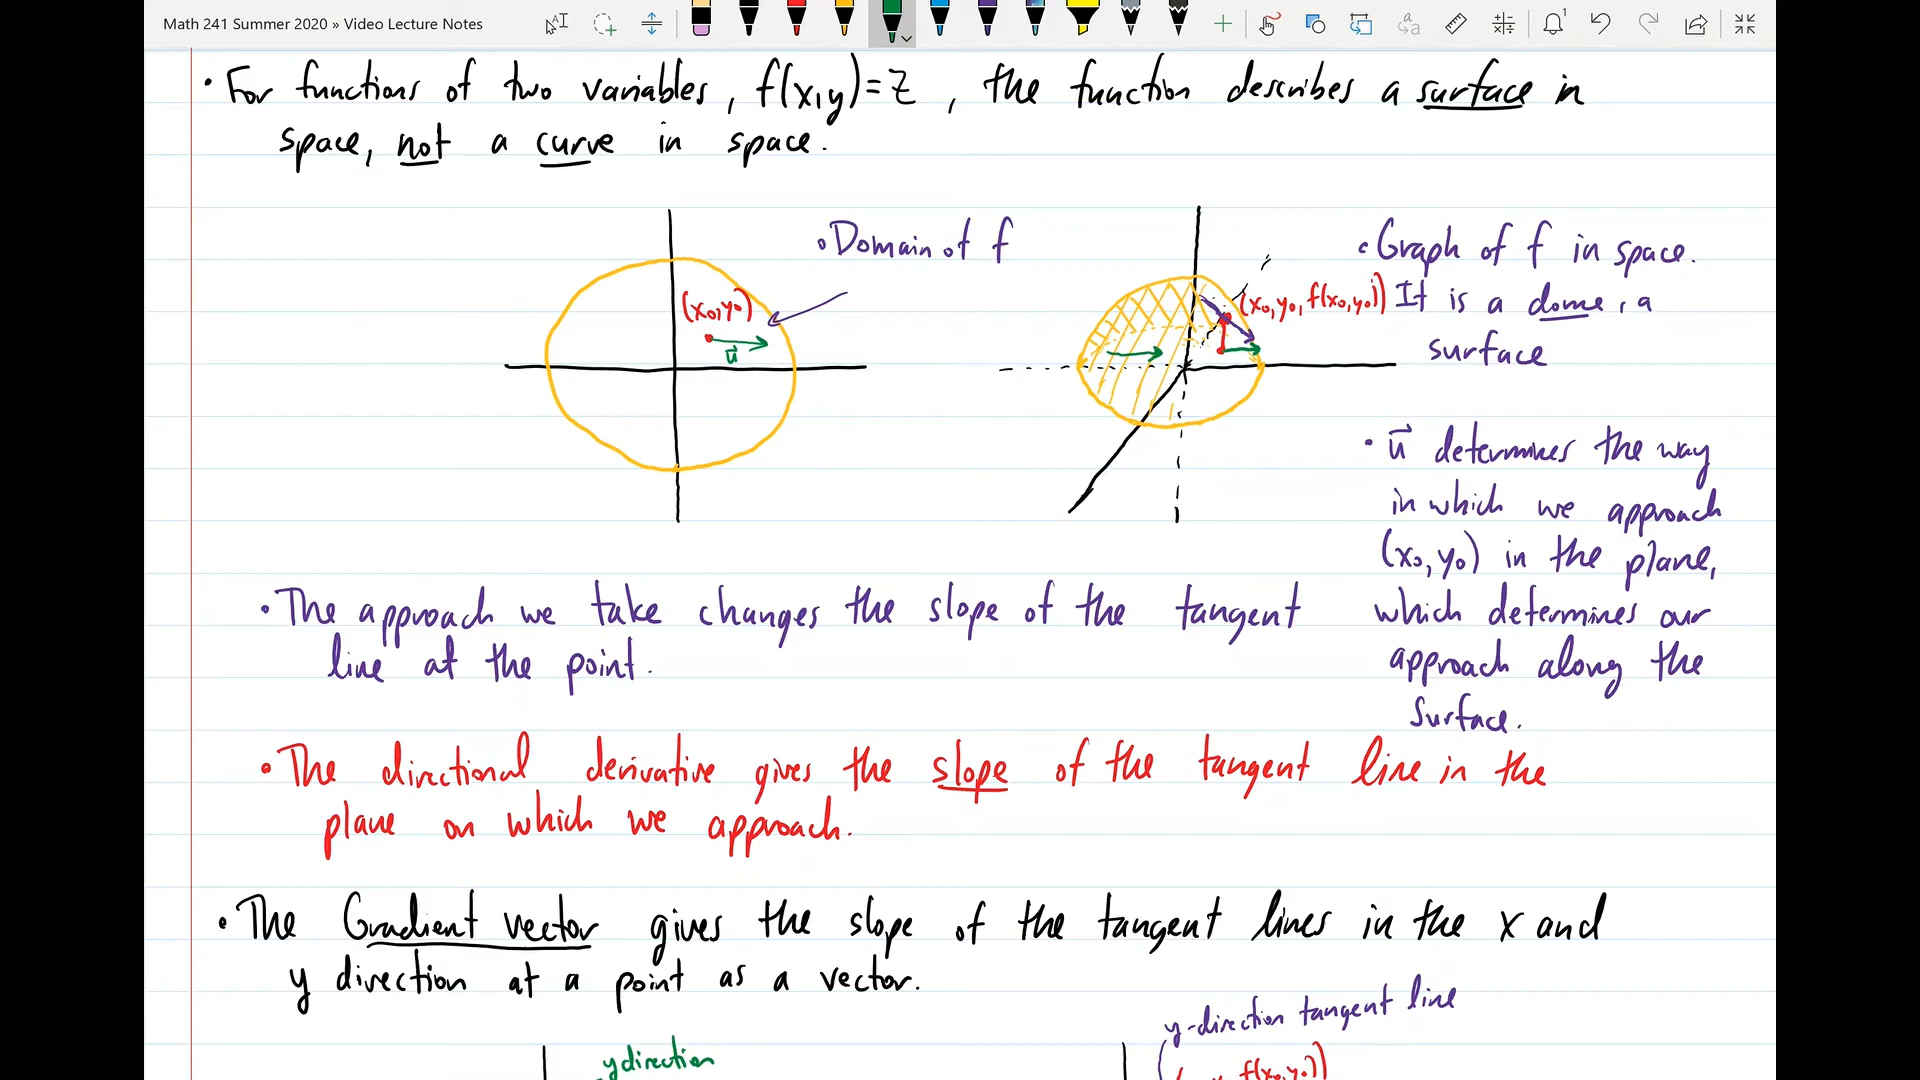 Math 241 Summer 2020 » Video Lecture Notes
• For functions of two variables, f(x,y)=z, the function describes a surface in
space, not a curve in space.
• Domain of f
(x₀,y₀)
u⃗
• Graph of f in space.
(x₀,y₀,f(x₀,y₀)) It is a dome, a
surface
• u⃗ determines the way
in which we approach
(x₀,y₀) in the plane,
which determines our
approach along the
surface.
• The approach we take changes the slope of the tangent
line at the point.
• The directional derivative gives the slope of the tangent line in the
plane on which we approach.
• The Gradient vector gives the slope of the tangent lines in the x and
y direction at a point as a vector.
y-direction tangent line
y direction
f(x₀,y₀))